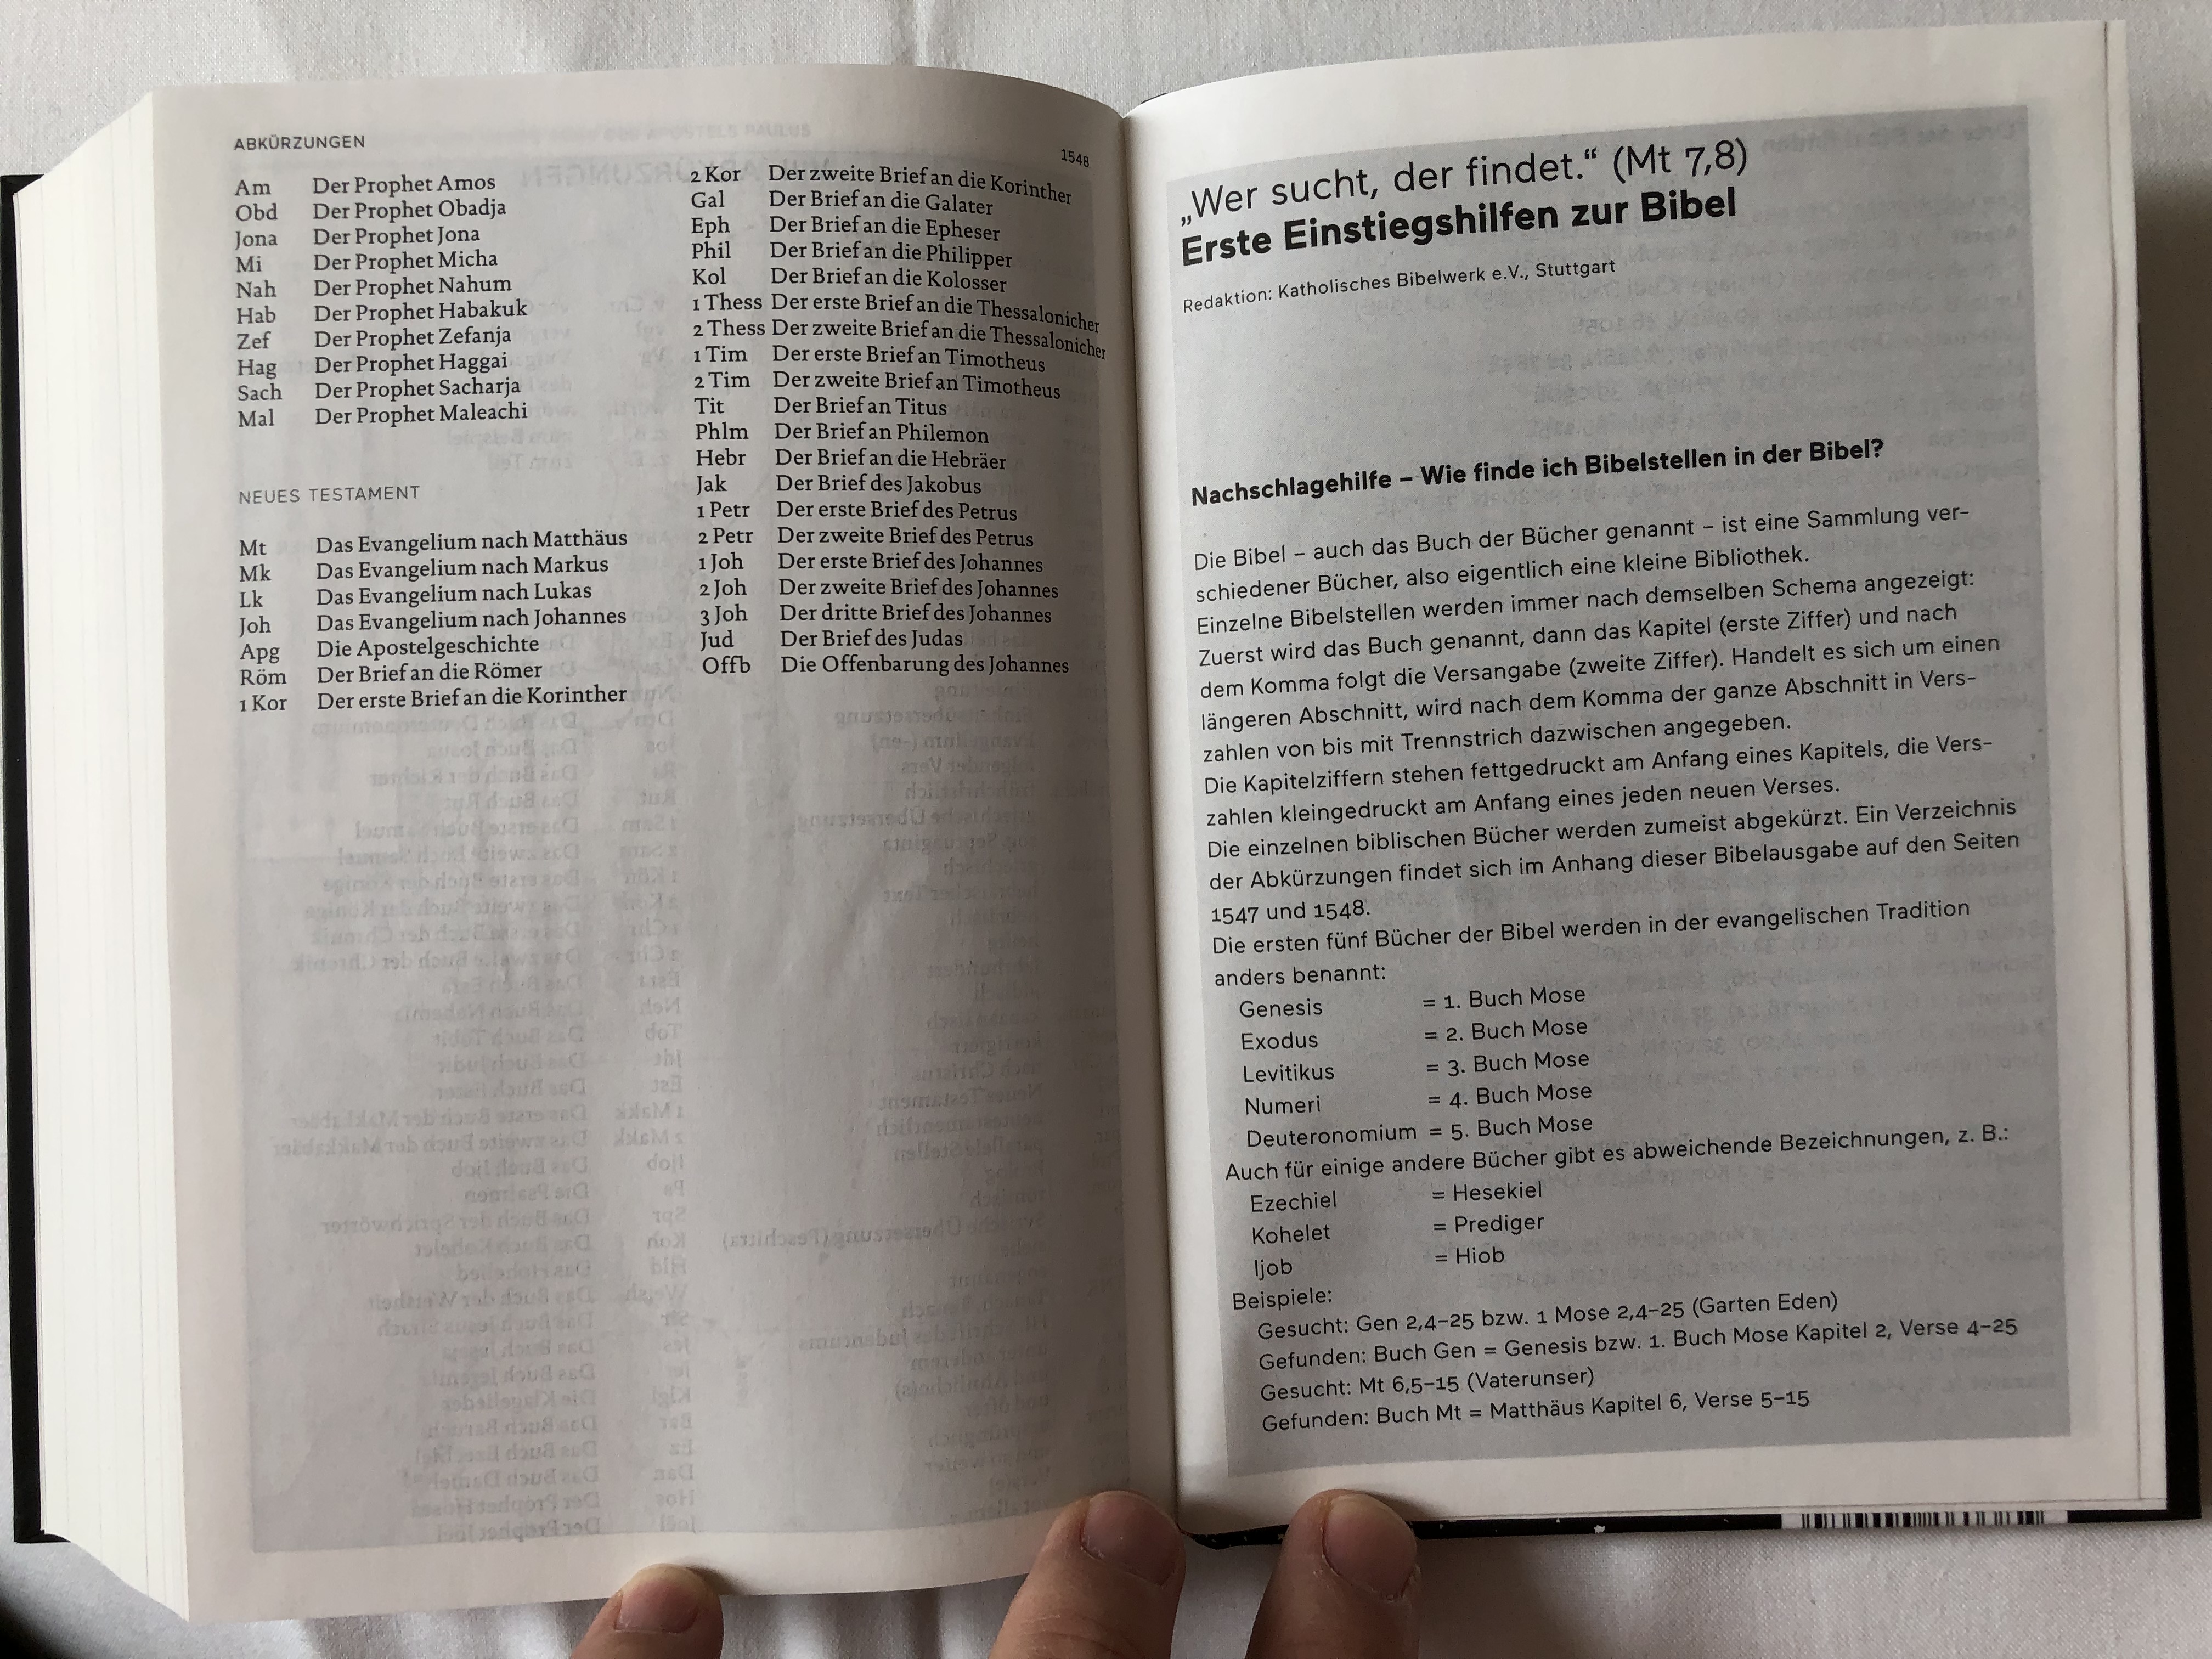 ABKÜRZUNGEN
1548
Am Der Prophet Amos
Obd Der Prophet Obadja
Jona Der Prophet Jona
Mi Der Prophet Micha
Nah Der Prophet Nahum
Hab Der Prophet Habakuk
Zef Der Prophet Zefanja
Hag Der Prophet Haggai
Sach Der Prophet Sacharja
Mal Der Prophet Maleachi
NEUES TESTAMENT
Mt Das Evangelium nach Matthäus
Mk Das Evangelium nach Markus
Lk Das Evangelium nach Lukas
Joh Das Evangelium nach Johannes
Apg Die Apostelgeschichte
Röm Der Brief an die Römer
1 Kor Der erste Brief an die Korinther
2 Kor Der zweite Brief an die Korinther
Gal Der Brief an die Galater
Eph Der Brief an die Epheser
Phil Der Brief an die Philipper
Kol Der Brief an die Kolosser
1 Thess Der erste Brief an die Thessalonicher
2 Thess Der zweite Brief an die Thessalonicher
1 Tim Der erste Brief an Timotheus
2 Tim Der zweite Brief an Timotheus
Tit Der Brief an Titus
Phlm Der Brief an Philemon
Hebr Der Brief an die Hebräer
Jak Der Brief des Jakobus
1 Petr Der erste Brief des Petrus
2 Petr Der zweite Brief des Petrus
1 Joh Der erste Brief des Johannes
2 Joh Der zweite Brief des Johannes
3 Joh Der dritte Brief des Johannes
Jud Der Brief des Judas
Offb Die Offenbarung des Johannes
„Wer sucht, der findet.“ (Mt 7,8)
Erste Einstiegshilfen zur Bibel
Redaktion: Katholisches Bibelwerk e.V., Stuttgart
Nachschlagehilfe – Wie finde ich Bibelstellen in der Bibel?
Die Bibel – auch das Buch der Bücher genannt – ist eine Sammlung ver-
schiedener Bücher, also eigentlich eine kleine Bibliothek.
Einzelne Bibelstellen werden immer nach demselben Schema angezeigt:
Zuerst wird das Buch genannt, dann das Kapitel (erste Ziffer) und nach
dem Komma folgt die Versangabe (zweite Ziffer). Handelt es sich um einen
längeren Abschnitt, wird nach dem Komma der ganze Abschnitt in Vers-
zahlen von bis mit Trennstrich dazwischen angegeben.
Die Kapitelziffern stehen fettgedruckt am Anfang eines Kapitels, die Vers-
zahlen kleingedruckt am Anfang eines jeden neuen Verses.
Die einzelnen biblischen Bücher werden zumeist abgekürzt. Ein Verzeichnis
der Abkürzungen findet sich im Anhang dieser Bibelausgabe auf den Seiten
1547 und 1548.
Die ersten fünf Bücher der Bibel werden in der evangelischen Tradition
anders benannt:
Genesis = 1. Buch Mose
Exodus = 2. Buch Mose
Levitikus = 3. Buch Mose
Numeri = 4. Buch Mose
Deuteronomium = 5. Buch Mose
Auch für einige andere Bücher gibt es abweichende Bezeichnungen, z. B.:
Ezechiel = Hesekiel
Kohelet = Prediger
Ijob = Hiob
Beispiele:
Gesucht: Gen 2,4–25 bzw. 1 Mose 2,4–25 (Garten Eden)
Gefunden: Buch Gen = Genesis bzw. 1. Buch Mose Kapitel 2, Verse 4–25
Gesucht: Mt 6,5–15 (Vaterunser)
Gefunden: Buch Mt = Matthäus Kapitel 6, Verse 5–15